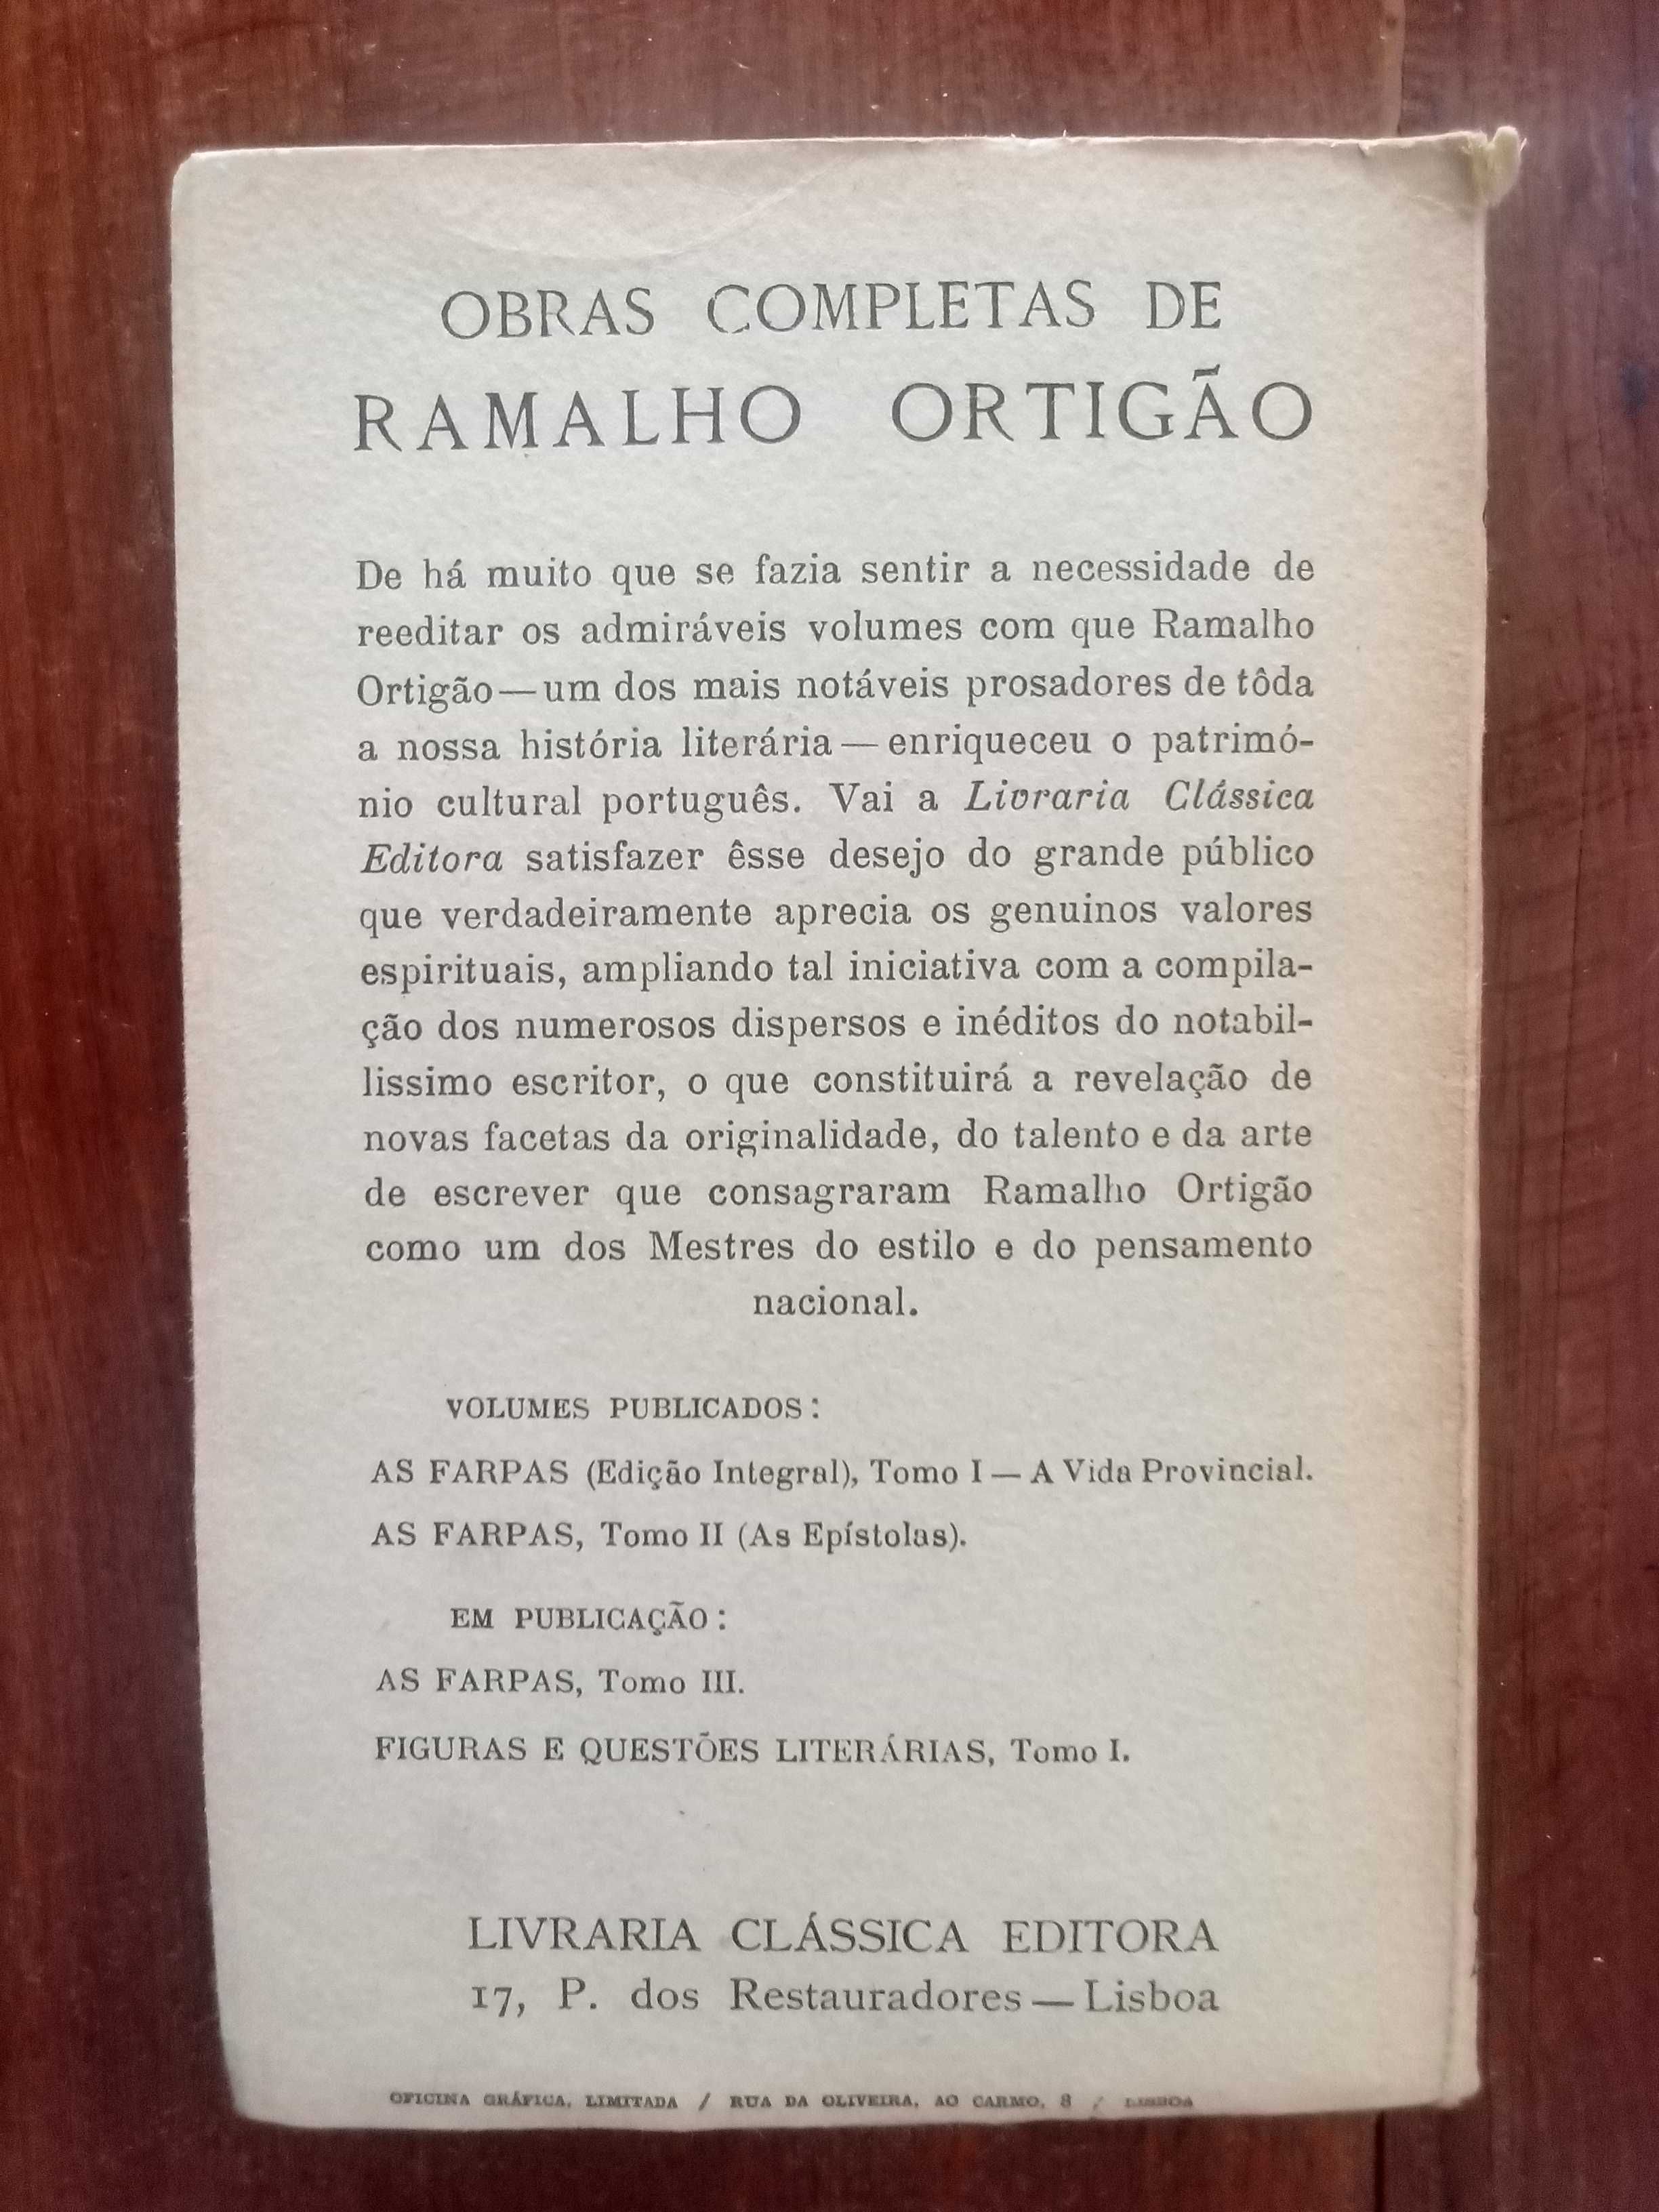 OBRAS COMPLETAS DE
RAMALHO ORTIGÃO
De há muito que se fazia sentir a necessidade de
reeditar os admiráveis volumes com que Ramalho
Ortigão—um dos mais notáveis prosadores de tôda
a nossa história literária — enriqueceu o patrimó-
nio cultural português. Vai a Livraria Clássica
Editora satisfazer êsse desejo do grande público
que verdadeiramente aprecia os genuinos valores
espirituais, ampliando tal iniciativa com a compila-
ção dos numerosos dispersos e inéditos do notabil-
lissimo escritor, o que constituirá a revelação de
novas facetas da originalidade, do talento e da arte
de escrever que consagraram Ramalho Ortigão
como um dos Mestres do estilo e do pensamento
nacional.
VOLUMES PUBLICADOS:
AS FARPAS (Edição Integral), Tomo I — A Vida Provincial.
AS FARPAS, Tomo II (As Epístolas).
EM PUBLICAÇÃO:
AS FARPAS, Tomo III.
FIGURAS E QUESTÕES LITERÁRIAS, Tomo I.
LIVRARIA CLÁSSICA EDITORA
17, P. dos Restauradores — Lisboa
OFICINA GRÁFICA, LIMITADA / RUA DA OLIVEIRA, AO CARMO, 8 / LISBOA